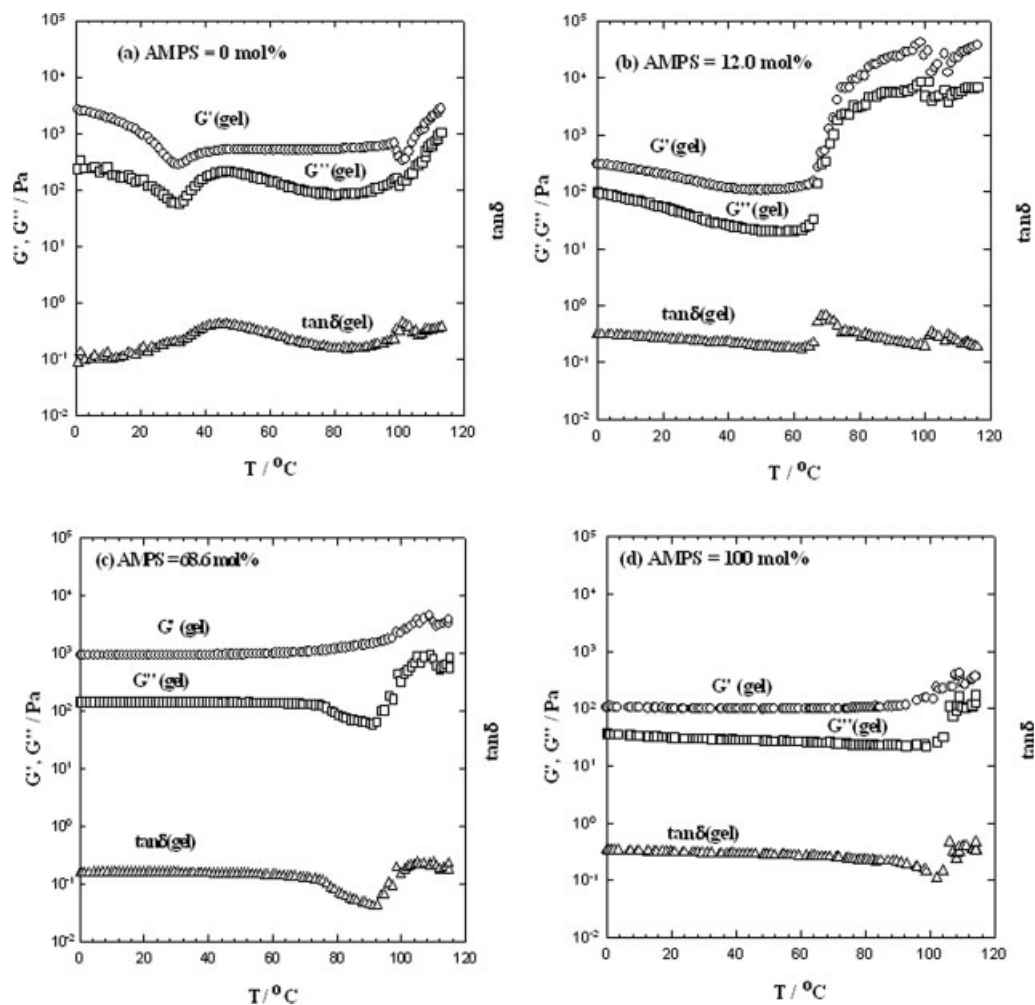 (a) AMPS = 0 mol%
G'(gel)
G''(gel)
tanδ(gel)
G', G'' / Pa
tanδ
10⁵
10⁴
10³
10²
10¹
10⁰
10⁻¹
10⁻²
0 20 40 60 80 100 120
T / ⁰C
(b) AMPS = 12.0 mol%
G'(gel)
G''(gel)
tanδ(gel)
G', G'' / Pa
tanδ
10⁵
10⁴
10³
10²
10¹
10⁰
10⁻¹
10⁻²
0 20 40 60 80 100 120
T / ⁰C
(c) AMPS = 68.6 mol%
G' (gel)
G''(gel)
tanδ(gel)
G', G'' / Pa
tanδ
10⁵
10⁴
10³
10²
10¹
10⁰
10⁻¹
10⁻²
0 20 40 60 80 100 120
T / ⁰C
(d) AMPS = 100 mol%
G' (gel)
G''(gel)
tanδ(gel)
G', G'' / Pa
tanδ
10⁵
10⁴
10³
10²
10¹
10⁰
10⁻¹
10⁻²
0 20 40 60 80 100 120
T / ⁰C